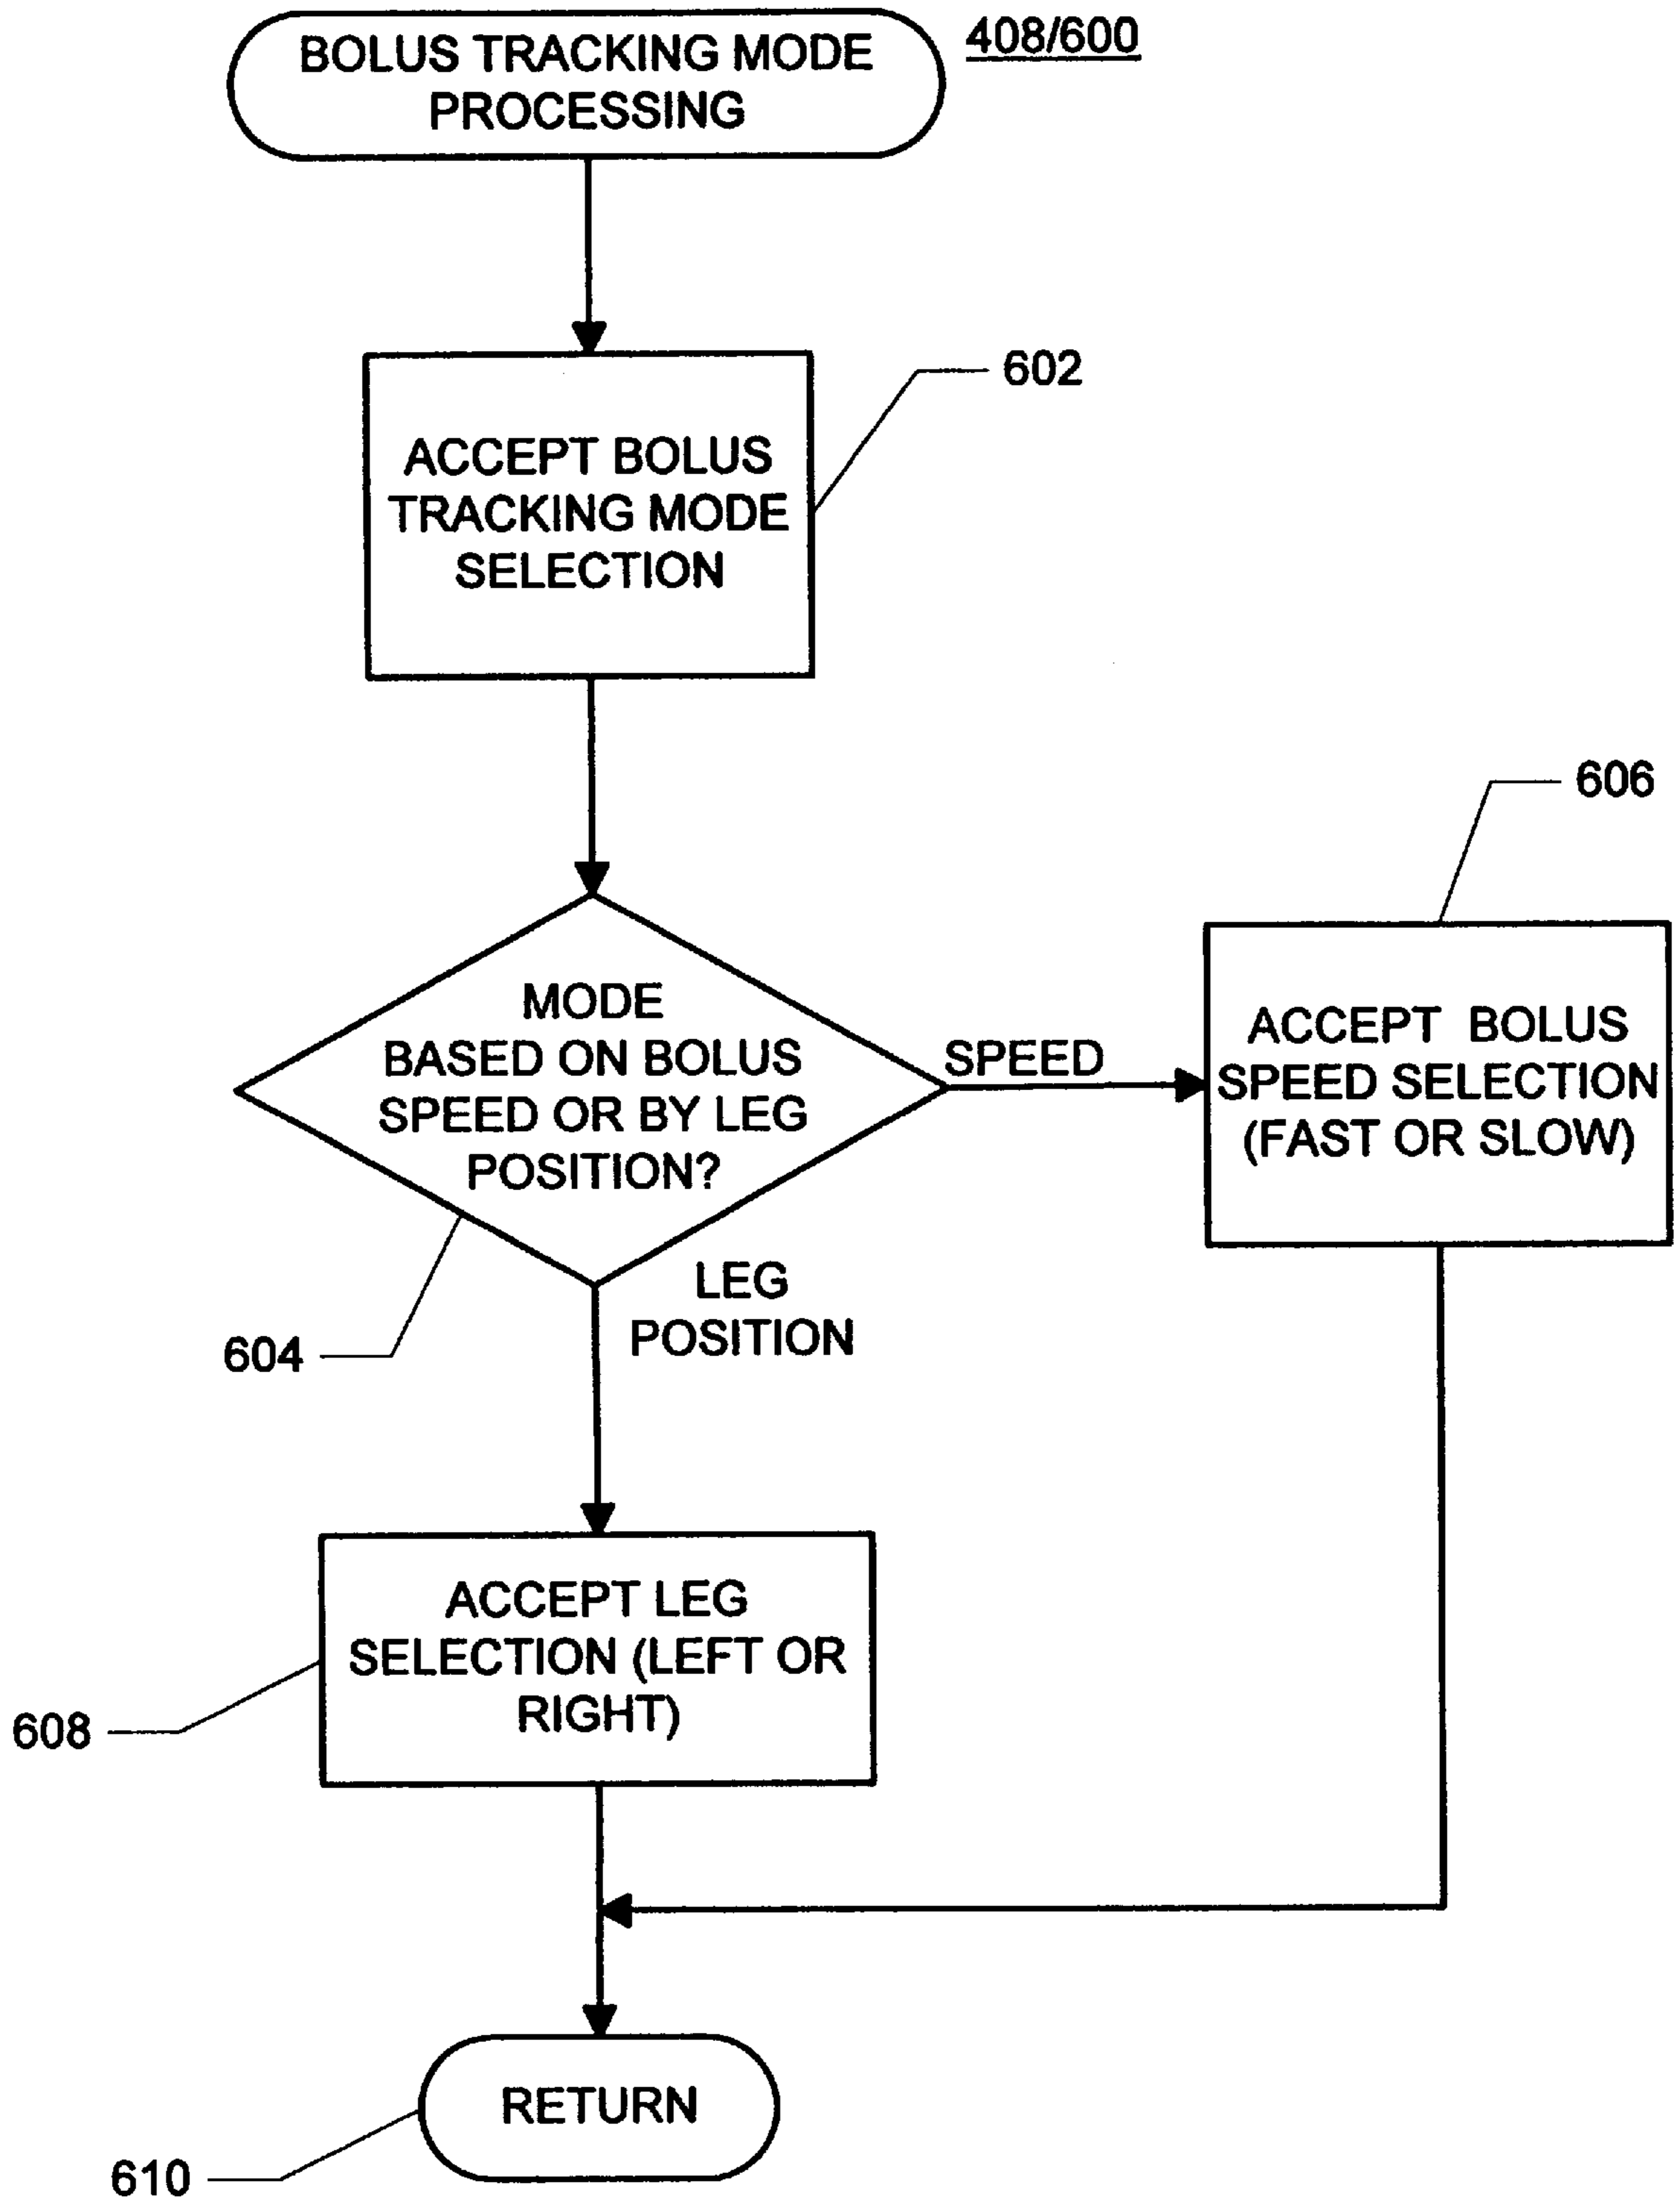 BOLUS TRACKING MODE
PROCESSING
408/600
602
ACCEPT BOLUS
TRACKING MODE
SELECTION
606
MODE
BASED ON BOLUS
SPEED OR BY LEG
POSITION?
SPEED
ACCEPT BOLUS
SPEED SELECTION
(FAST OR SLOW)
604
LEG
POSITION
ACCEPT LEG
SELECTION (LEFT OR
RIGHT)
608
RETURN
610